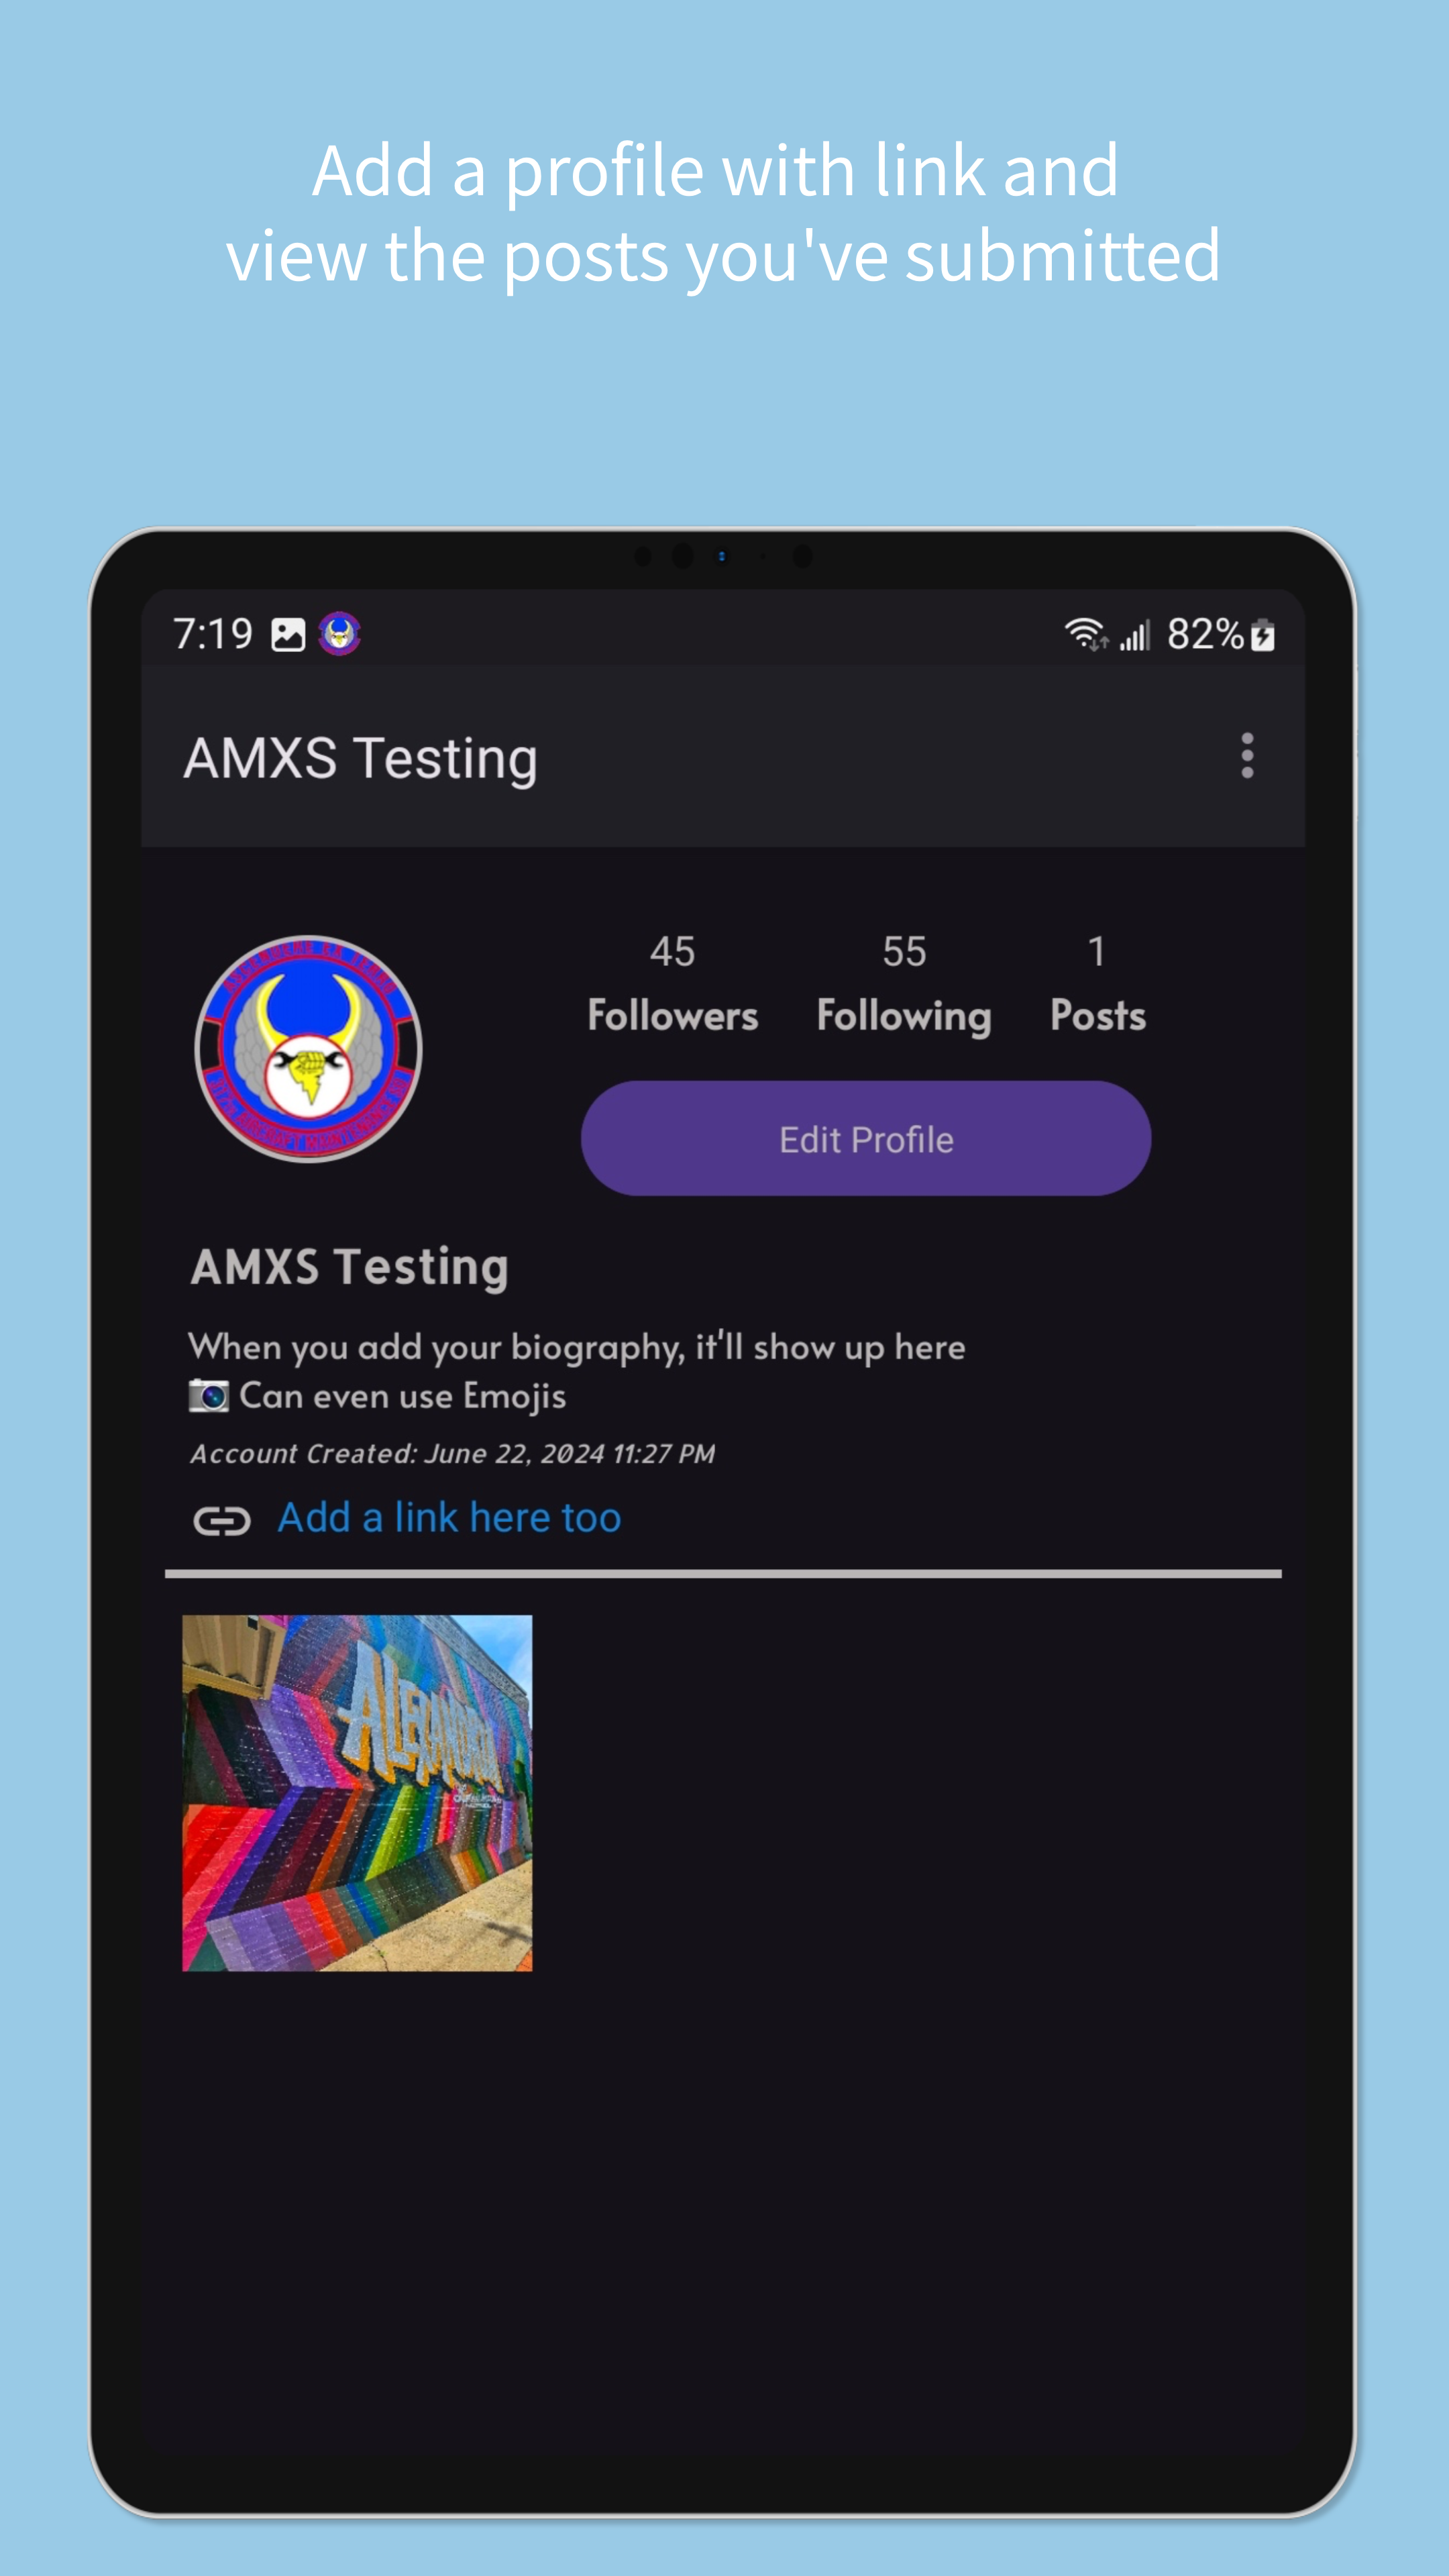 Add a profile with link and
view the posts you've submitted
7:19
82%
AMXS Testing
45
55
1
Followers
Following
Posts
Edit Profile
AMXS Testing
When you add your biography, it'll show up here
Can even use Emojis
Account Created: June 22, 2024 11:27 PM
Add a link here too
ALEXANDRIA